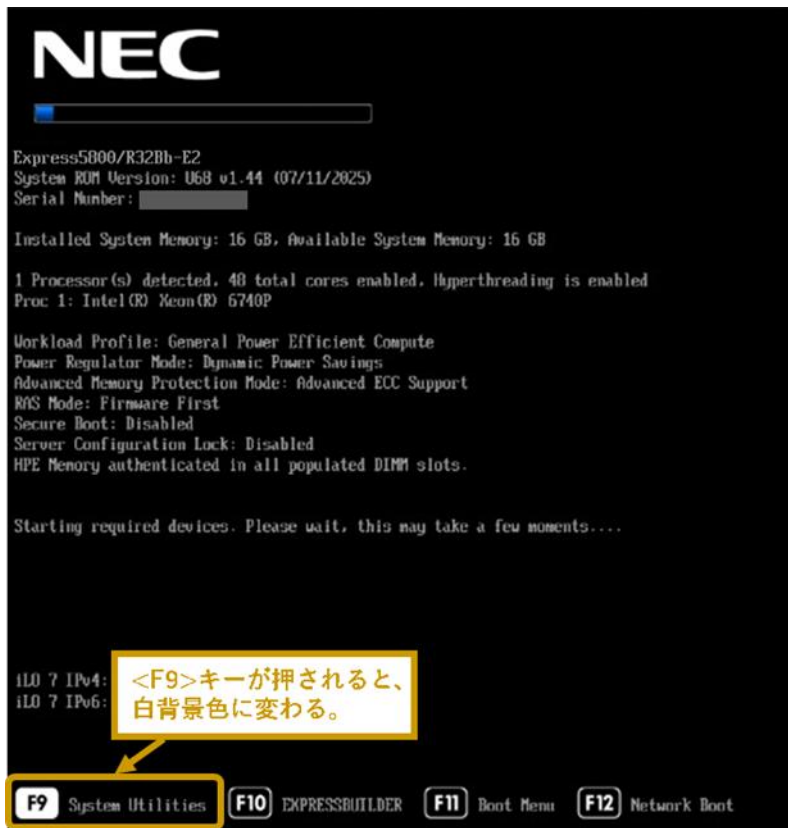 NEC
Express5800/R32Bb-E2
System ROM Version: U68 v1.44 (07/11/2025)
Serial Number:
Installed System Memory: 16 GB, Available System Memory: 16 GB
1 Processor(s) detected, 48 total cores enabled, Hyperthreading is enabled
Proc 1: Intel(R) Xeon(R) 6740P
Workload Profile: General Power Efficient Compute
Power Regulator Mode: Dynamic Power Savings
Advanced Memory Protection Mode: Advanced ECC Support
RAS Mode: Firmware First
Secure Boot: Disabled
Server Configuration Lock: Disabled
HPE Memory authenticated in all populated DIMM slots.
Starting required devices. Please wait, this may take a few moments....
iLO 7 IPv4:
iLO 7 IPv6:
<F9>キーが押されると、
白背景色に変わる。
F9 System Utilities F10 EXPRESSBUILDER F11 Boot Menu F12 Network Boot